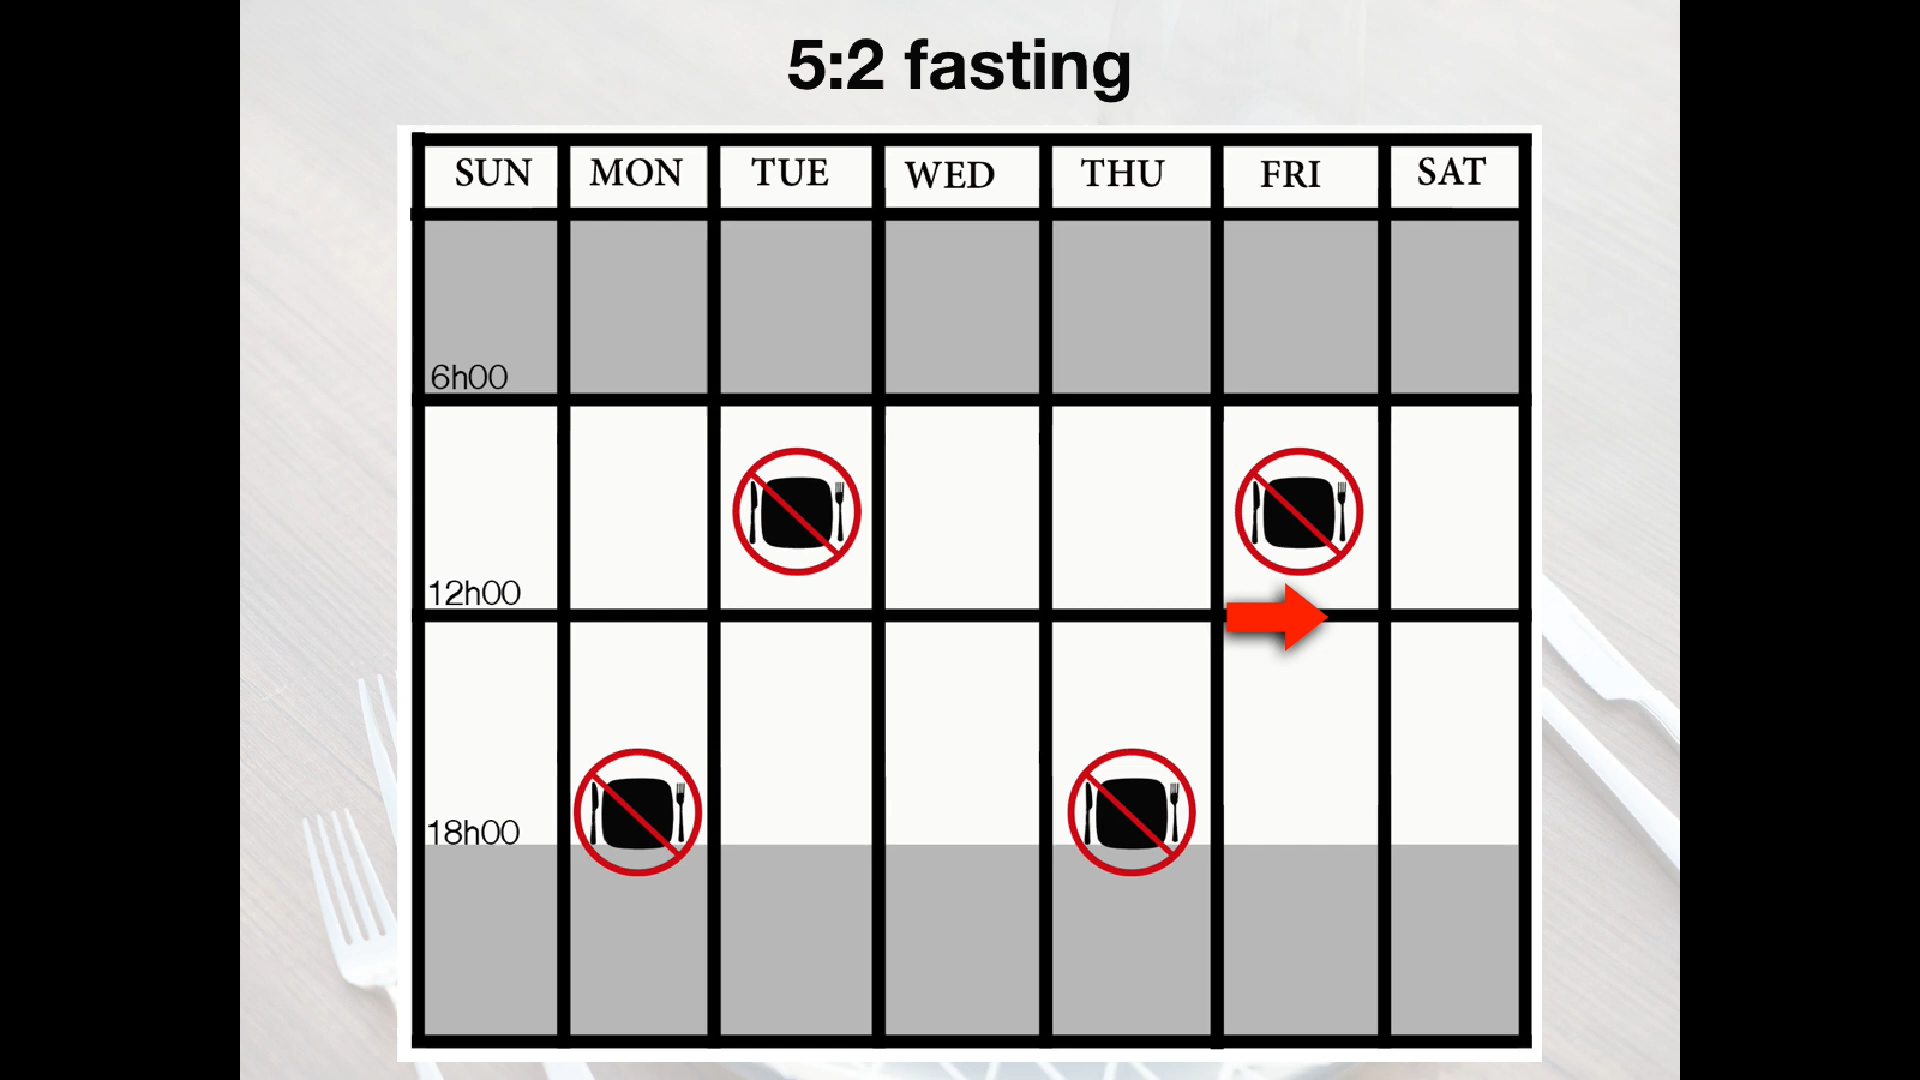 5:2 fasting
SUN MON TUE WED THU FRI SAT
6h00
12h00
18h00